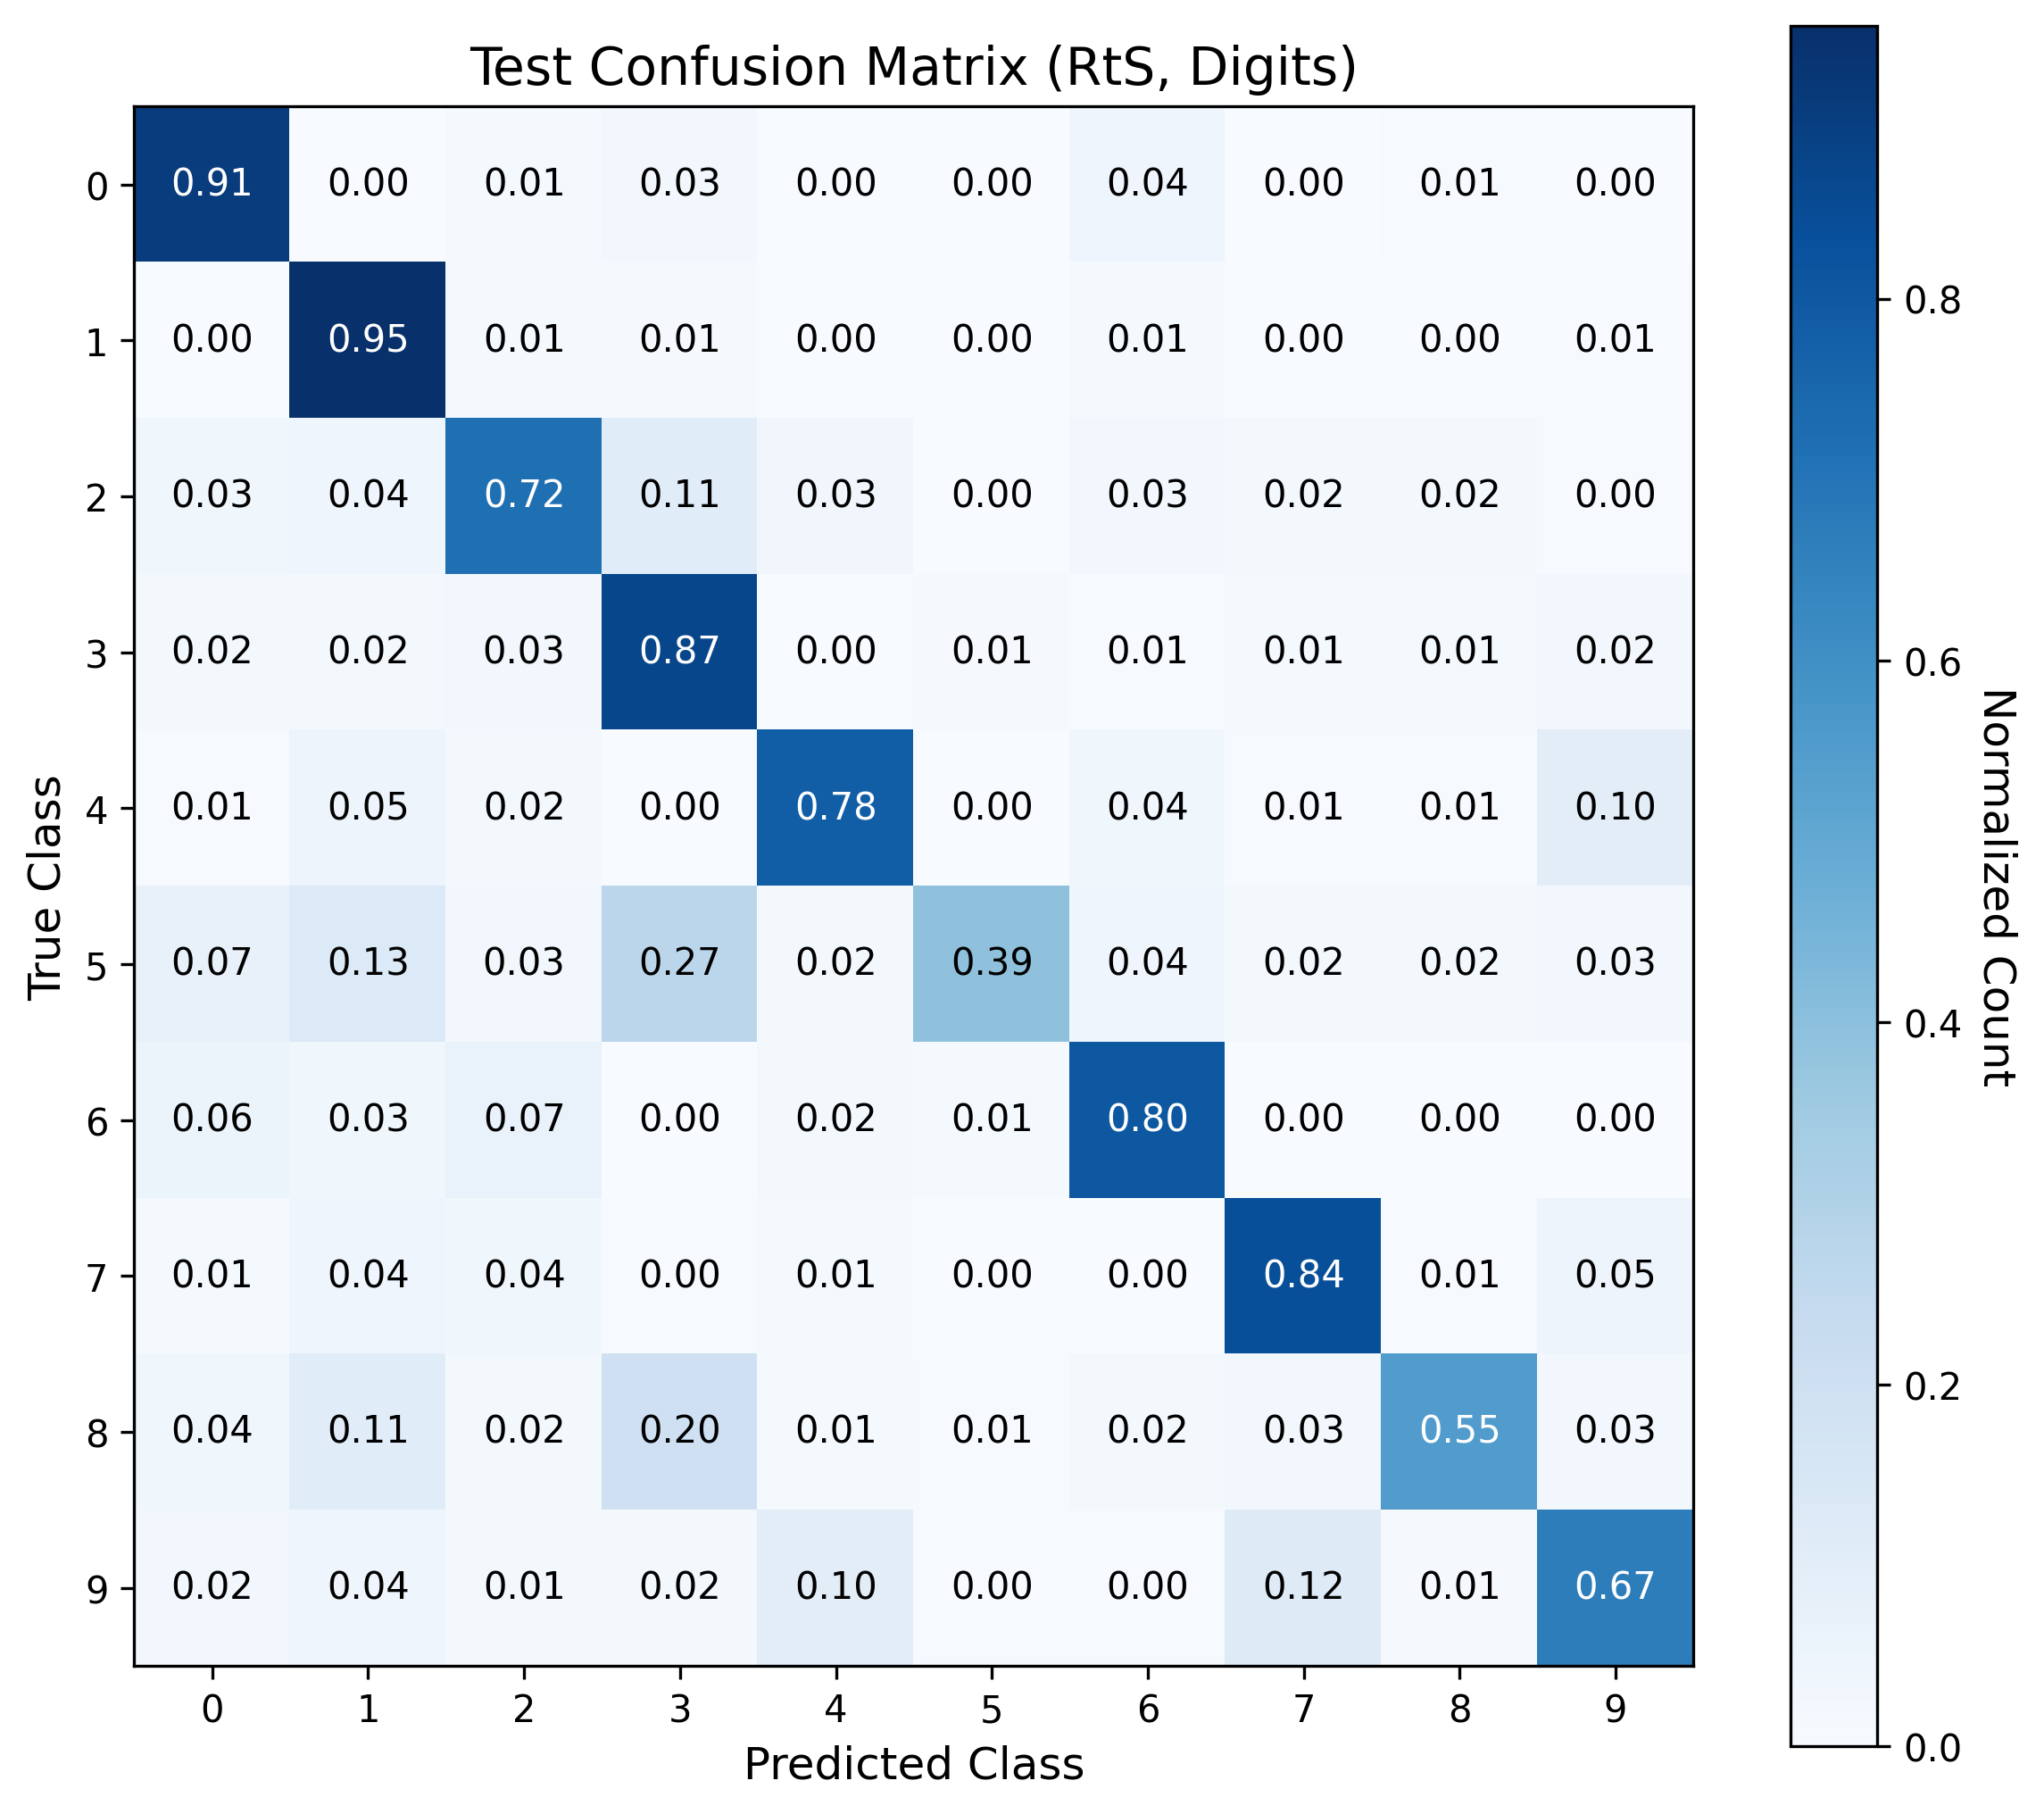 Test Confusion Matrix (RtS, Digits)
0 0.91 0.00 0.01 0.03 0.00 0.00 0.04 0.00 0.01 0.00
1 0.00 0.95 0.01 0.01 0.00 0.00 0.01 0.00 0.00 0.01
2 0.03 0.04 0.72 0.11 0.03 0.00 0.03 0.02 0.02 0.00
3 0.02 0.02 0.03 0.87 0.00 0.01 0.01 0.01 0.01 0.02
4 0.01 0.05 0.02 0.00 0.78 0.00 0.04 0.01 0.01 0.10
5 0.07 0.13 0.03 0.27 0.02 0.39 0.04 0.02 0.02 0.03
6 0.06 0.03 0.07 0.00 0.02 0.01 0.80 0.00 0.00 0.00
7 0.01 0.04 0.04 0.00 0.01 0.00 0.00 0.84 0.01 0.05
8 0.04 0.11 0.02 0.20 0.01 0.01 0.02 0.03 0.55 0.03
9 0.02 0.04 0.01 0.02 0.10 0.00 0.00 0.12 0.01 0.67
0 1 2 3 4 5 6 7 8 9
Predicted Class
True Class
0.8
0.6
0.4
0.2
0.0
Normalized Count